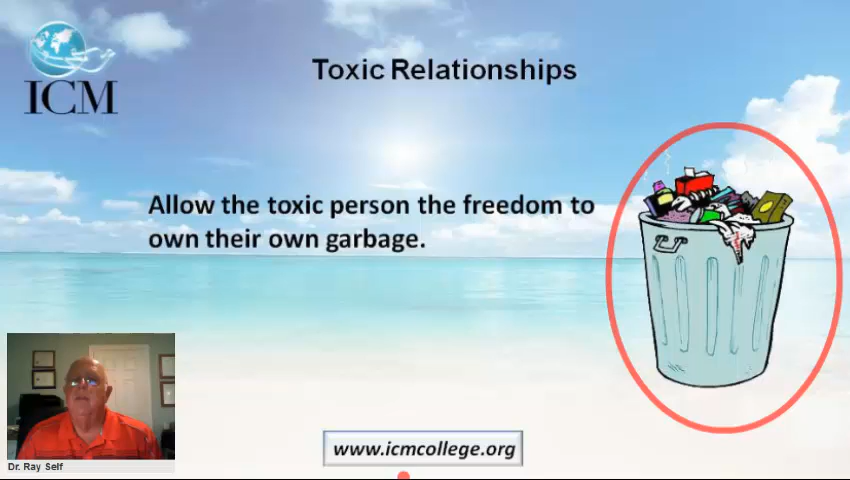 ICM
Toxic Relationships
Allow the toxic person the freedom to
own their own garbage.
Dr. Ray Self
www.icmcollege.org